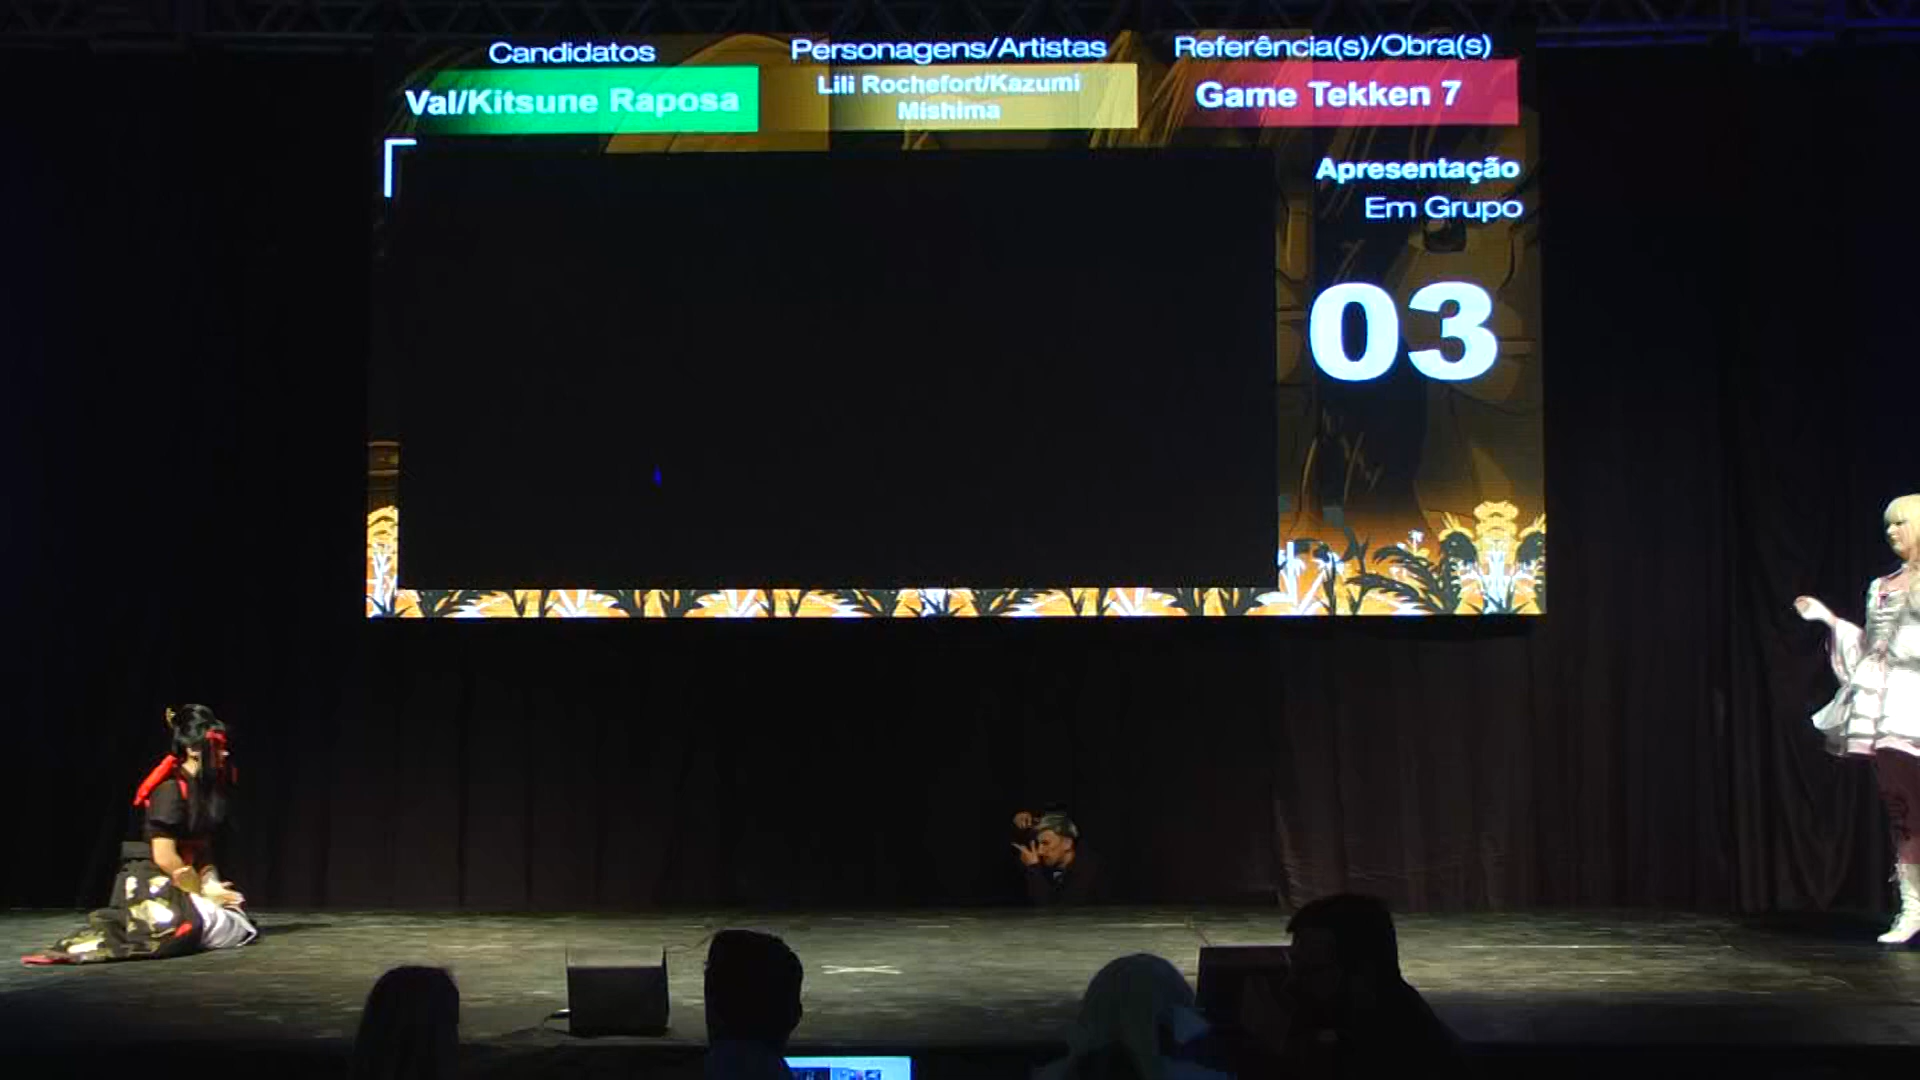 Candidatos
Personagens/Artistas
Referência(s)/Obra(s)
Val/Kitsune Raposa
Lili Rochefort/Kazumi
Mishima
Game Tekken 7
Apresentação
Em Grupo
03